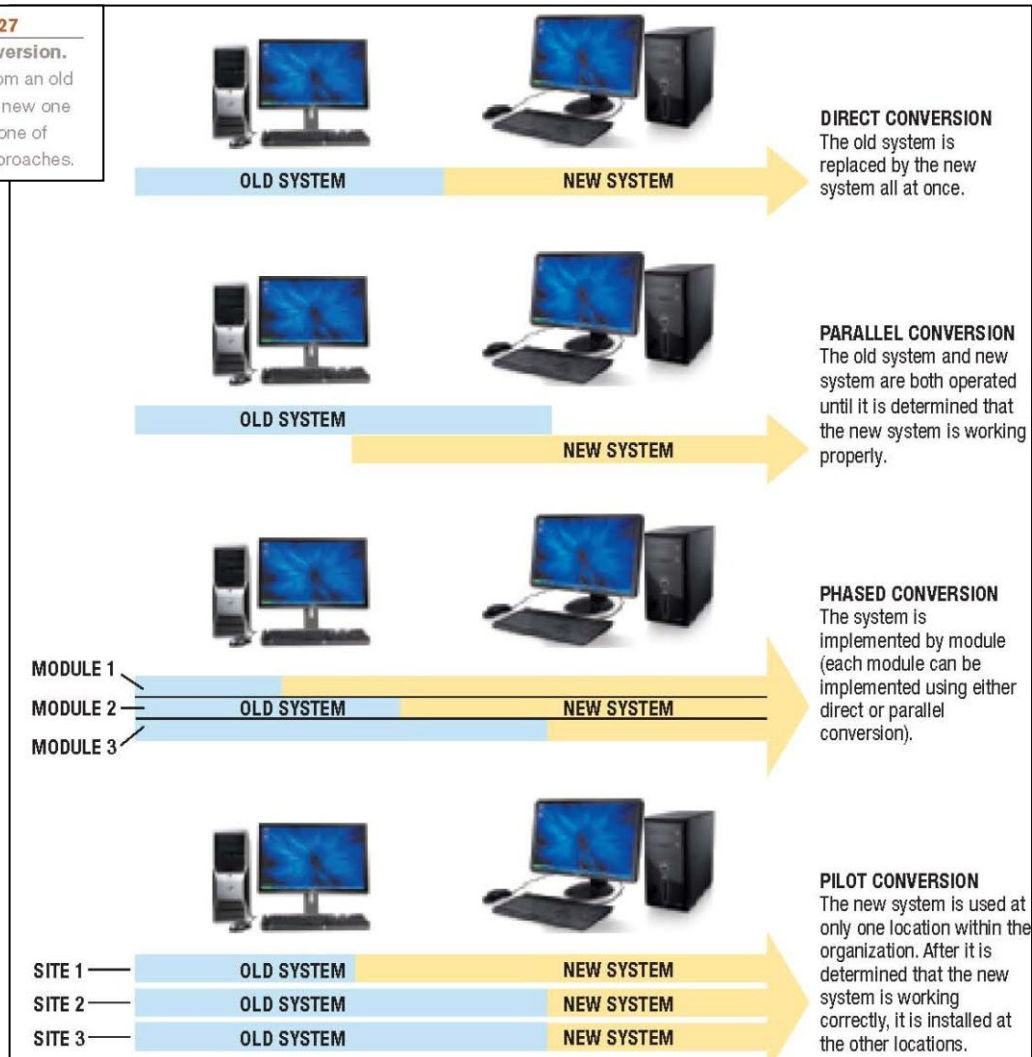 27
version.
om an old
new one
one of
proaches.
OLD SYSTEM
NEW SYSTEM
DIRECT CONVERSION
The old system is
replaced by the new
system all at once.
OLD SYSTEM
NEW SYSTEM
PARALLEL CONVERSION
The old system and new
system are both operated
until it is determined that
the new system is working
properly.
MODULE 1
MODULE 2
MODULE 3
OLD SYSTEM
NEW SYSTEM
PHASED CONVERSION
The system is
implemented by module
(each module can be
implemented using either
direct or parallel
conversion).
SITE 1
OLD SYSTEM
NEW SYSTEM
SITE 2
OLD SYSTEM
NEW SYSTEM
SITE 3
OLD SYSTEM
NEW SYSTEM
PILOT CONVERSION
The new system is used at
only one location within the
organization. After it is
determined that the new
system is working
correctly, it is installed at
the other locations.